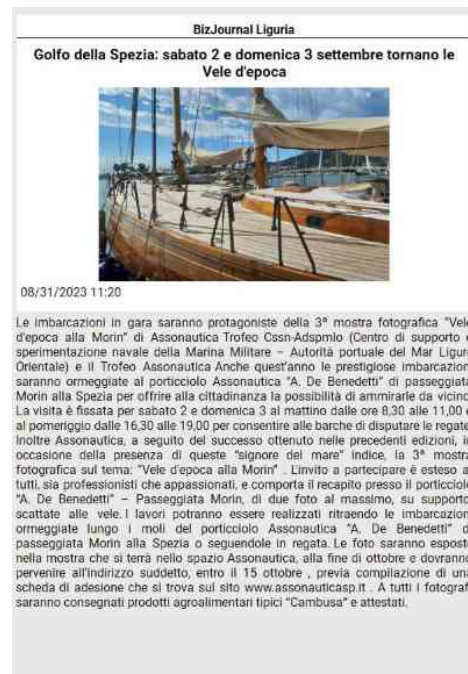 BizJournal Liguria
Golfo della Spezia: sabato 2 e domenica 3 settembre tornano le
Vele d'epoca
08/31/2023 11:20
Le imbarcazioni in gara saranno protagoniste della 3ª mostra fotografica "Vele
d'epoca alla Morin" di Assonautica Trofeo Cssn-Adspmlo (Centro di supporto e
sperimentazione navale della Marina Militare – Autorità portuale del Mar Ligure
Orientale) e il Trofeo Assonautica Anche quest'anno le prestigiose imbarcazioni
saranno ormeggiate al porticciolo Assonautica "A. De Benedetti" di passeggiata
Morin alla Spezia per offrire alla cittadinanza la possibilità di ammirarle da vicino.
La visita è fissata per sabato 2 e domenica 3 al mattino dalle ore 8,30 alle 11,00 e
al pomeriggio dalle 16,30 alle 19,00 per consentire alle barche di disputare le regate.
Inoltre Assonautica, a seguito del successo ottenuto nelle precedenti edizioni, in
occasione della presenza di queste "signore del mare" indice, la 3ª mostra
fotografica sul tema: "Vele d'epoca alla Morin" . L'invito a partecipare è esteso a
tutti, sia professionisti che appassionati, e comporta il recapito presso il porticciolo
"A. De Benedetti" – Passeggiata Morin, di due foto al massimo, su supporto
scattate alle vele. I lavori potranno essere realizzati ritraendo le imbarcazioni
ormeggiate lungo i moli del porticciolo Assonautica "A. De Benedetti" di
passeggiata Morin alla Spezia o seguendole in regata. Le foto saranno esposte
nella mostra che si terrà nello spazio Assonautica, alla fine di ottobre e dovranno
pervenire all'indirizzo suddetto, entro il 15 ottobre , previa compilazione di una
scheda di adesione che si trova sul sito www.assonauticasp.it . A tutti i fotografi
saranno consegnati prodotti agroalimentari tipici "Cambusa" e attestati.